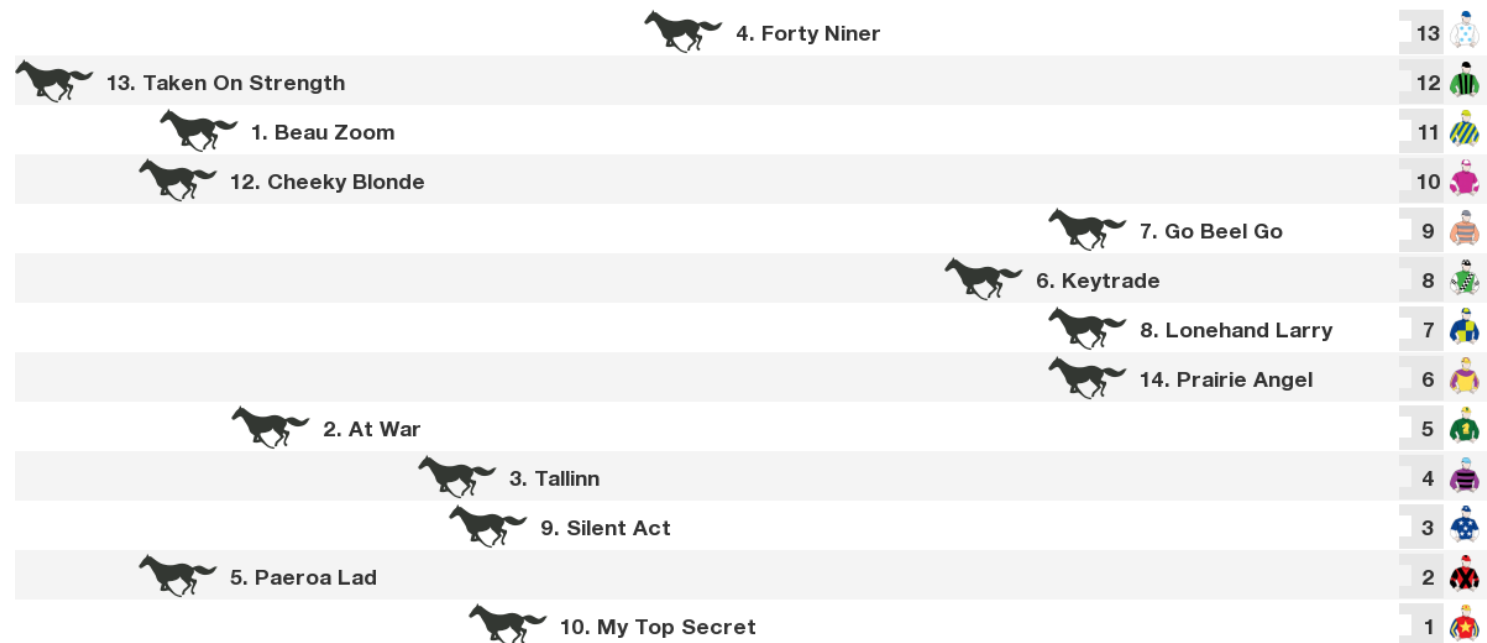 4. Forty Niner 13
13. Taken On Strength 12
1. Beau Zoom 11
12. Cheeky Blonde 10
7. Go Beel Go 9
6. Keytrade 8
8. Lonehand Larry 7
14. Prairie Angel 6
2. At War 5
3. Tallinn 4
9. Silent Act 3
5. Paeroa Lad 2
10. My Top Secret 1